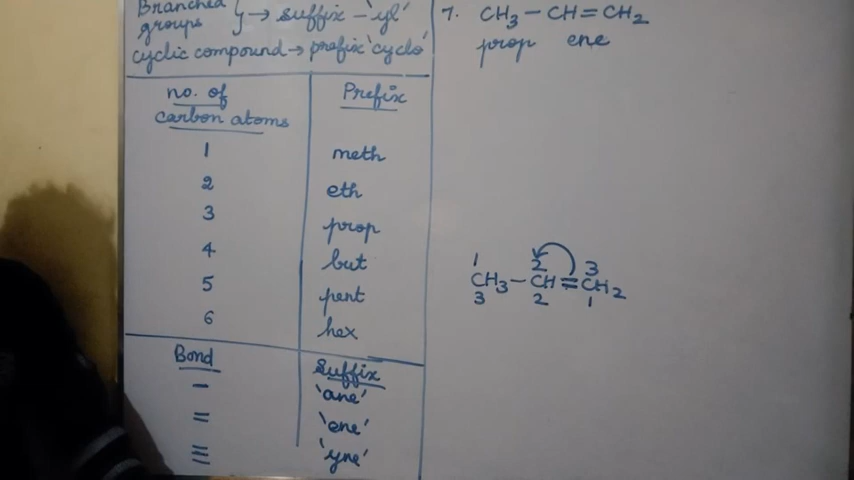 Branched
groups } → suffix - 'yl'
cyclic compound → prefix 'cyclo'
no. of carbon atoms Prefix
1 meth
2 eth
3 prop
4 but
5 pent
6 hex
Bond Suffix
– 'ane'
= 'ene'
≡ 'yne'
7. CH₃ – CH = CH₂
prop ene
1 2 3
CH₃ – CH = CH₂
3 2 1